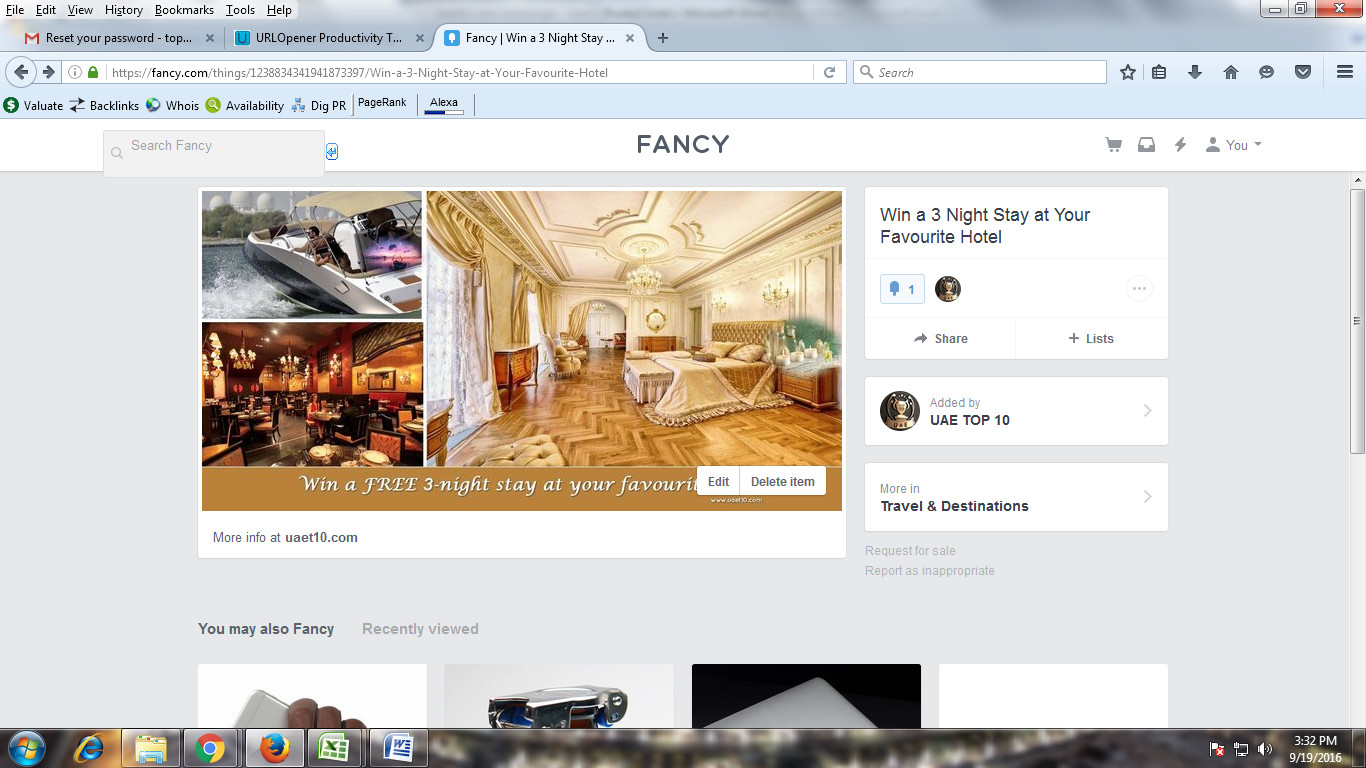 File Edit View History Bookmarks Tools Help
Reset your password - top...
URLOpener Productivity T...
Fancy | Win a 3 Night Stay ...
https://fancy.com/things/1238834341941873397/Win-a-3-Night-Stay-at-Your-Favourite-Hotel
Search
Valuate Backlinks Whois Availability Dig PR PageRank Alexa
Search Fancy
FANCY
You
Win a 3 Night Stay at Your
Favourite Hotel
1
Share
Lists
Added by
UAE TOP 10
More in
Travel & Destinations
Request for sale
Report as inappropriate
Win a FREE 3-night stay at your favourit
Edit Delete item
www.uaet10.com
More info at uaet10.com
You may also Fancy Recently viewed
3:32 PM
9/19/2016